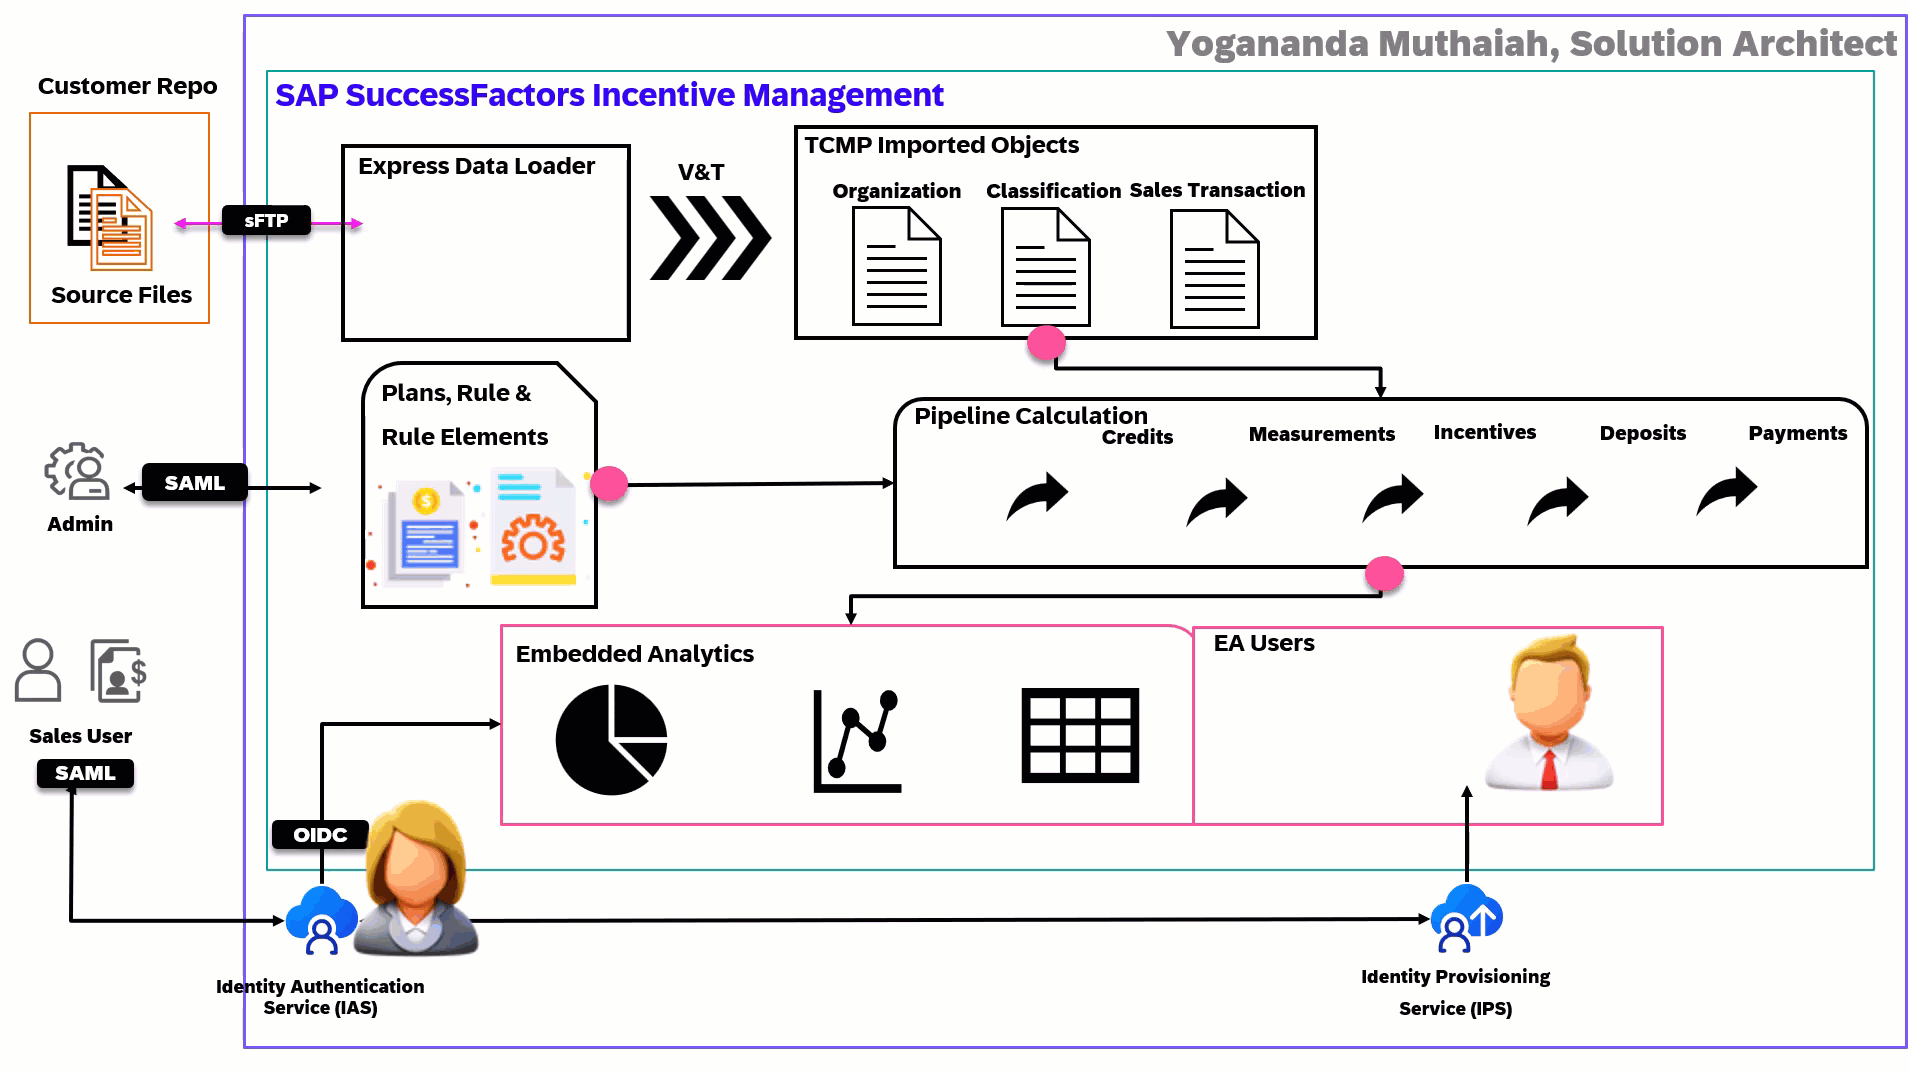 Yogananda Muthaiah, Solution Architect
Customer Repo
SAP SuccessFactors Incentive Management
Express Data Loader
V&T
TCMP Imported Objects
Organization
Classification
Sales Transaction
sFTP
Source Files
Plans, Rule &
Rule Elements
$
Pipeline Calculation
Credits
Measurements
Incentives
Deposits
Payments
SAML
Admin
Embedded Analytics
EA Users
$
Sales User
SAML
OIDC
Identity Authentication
Service (IAS)
Identity Provisioning
Service (IPS)